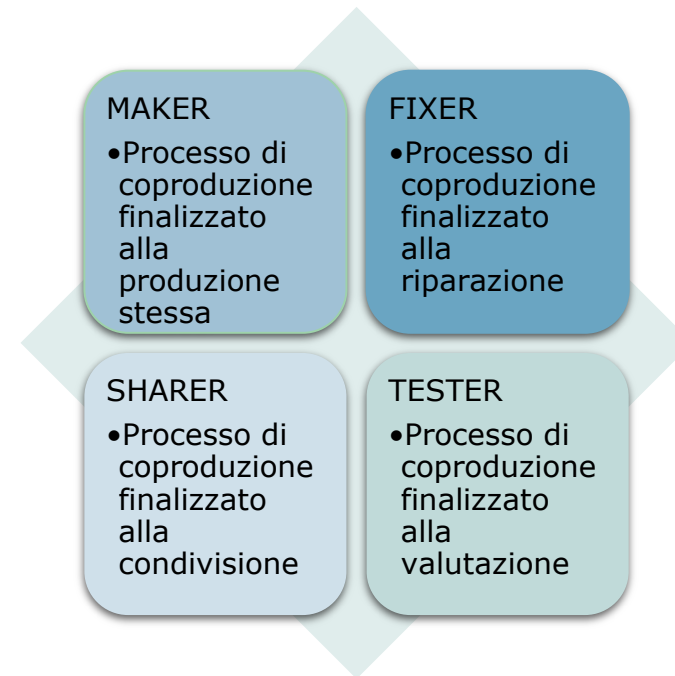 MAKER
•Processo di
coproduzione
finalizzato
alla
produzione
stessa
FIXER
•Processo di
coproduzione
finalizzato
alla
riparazione
SHARER
•Processo di
coproduzione
finalizzato
alla
condivisione
TESTER
•Processo di
coproduzione
finalizzato
alla
valutazione